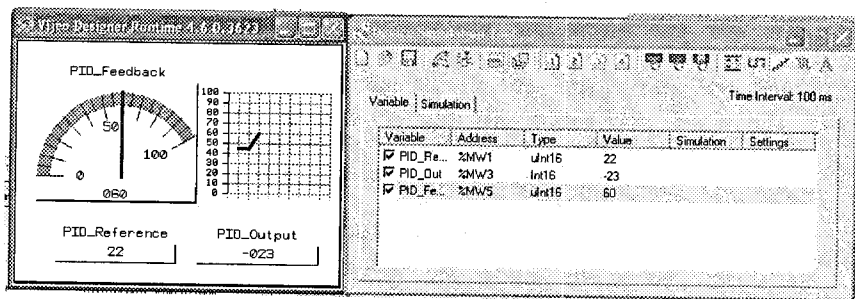 Vijeo Designer Runtime 4.6.0.3623
PID_Feedback
0
50
100
060
100
90
80
70
60
50
40
30
20
10
0
PID_Reference
22
PID_Output
-023
Time Interval: 100 ms
Variable Simulation
Variable Address Type Value Simulation Settings
PID_Re... %MW1 uInt16 22
PID_Out %MW3 Int16 -23
PID_Fe... %MW5 uInt16 60